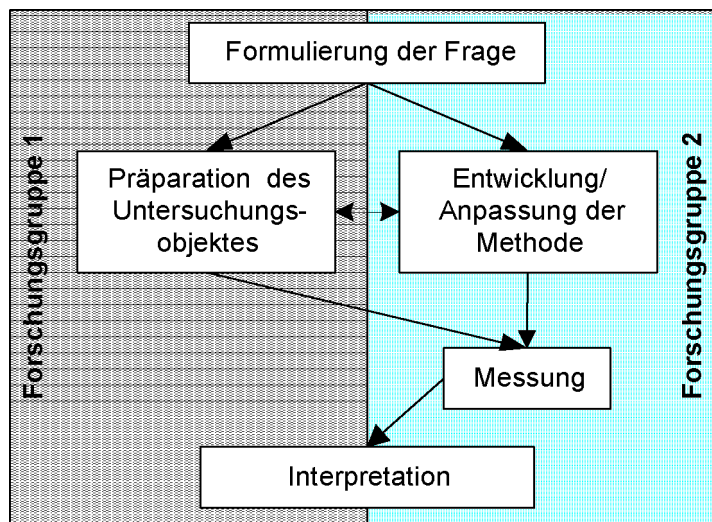 Formulierung der Frage
Forschungsgruppe 1
Präparation des
Untersuchungs-
objektes
Entwicklung/
Anpassung der
Methode
Forschungsgruppe 2
Messung
Interpretation